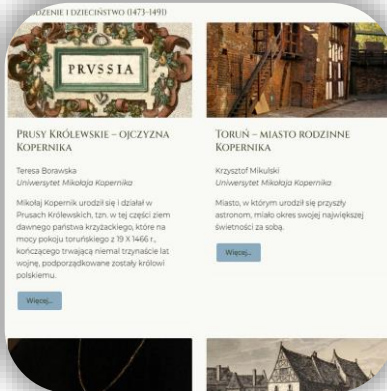 DZENIE I DZIECIŃSTWO (1473–1491)
PRVSSIA
PRUSY KRÓLEWSKIE – OJCZYZNA
KOPERNIKA
Teresa Borawska
Uniwersytet Mikołaja Kopernika
Mikołaj Kopernik urodził się i działał w
Prusach Królewskich, tzn. w tej części ziem
dawnego państwa krzyżackiego, które na
mocy pokoju toruńskiego z 19 X 1466 r.,
kończącego trwającą niemal trzynaście lat
wojnę, podporządkowane zostały królowi
polskiemu.
Więcej...
TORUŃ – MIASTO RODZINNE
KOPERNIKA
Krzysztof Mikulski
Uniwersytet Mikołaja Kopernika
Miasto, w którym urodził się przyszły
astronom, miało okres swojej największej
świetności za sobą.
Więcej...